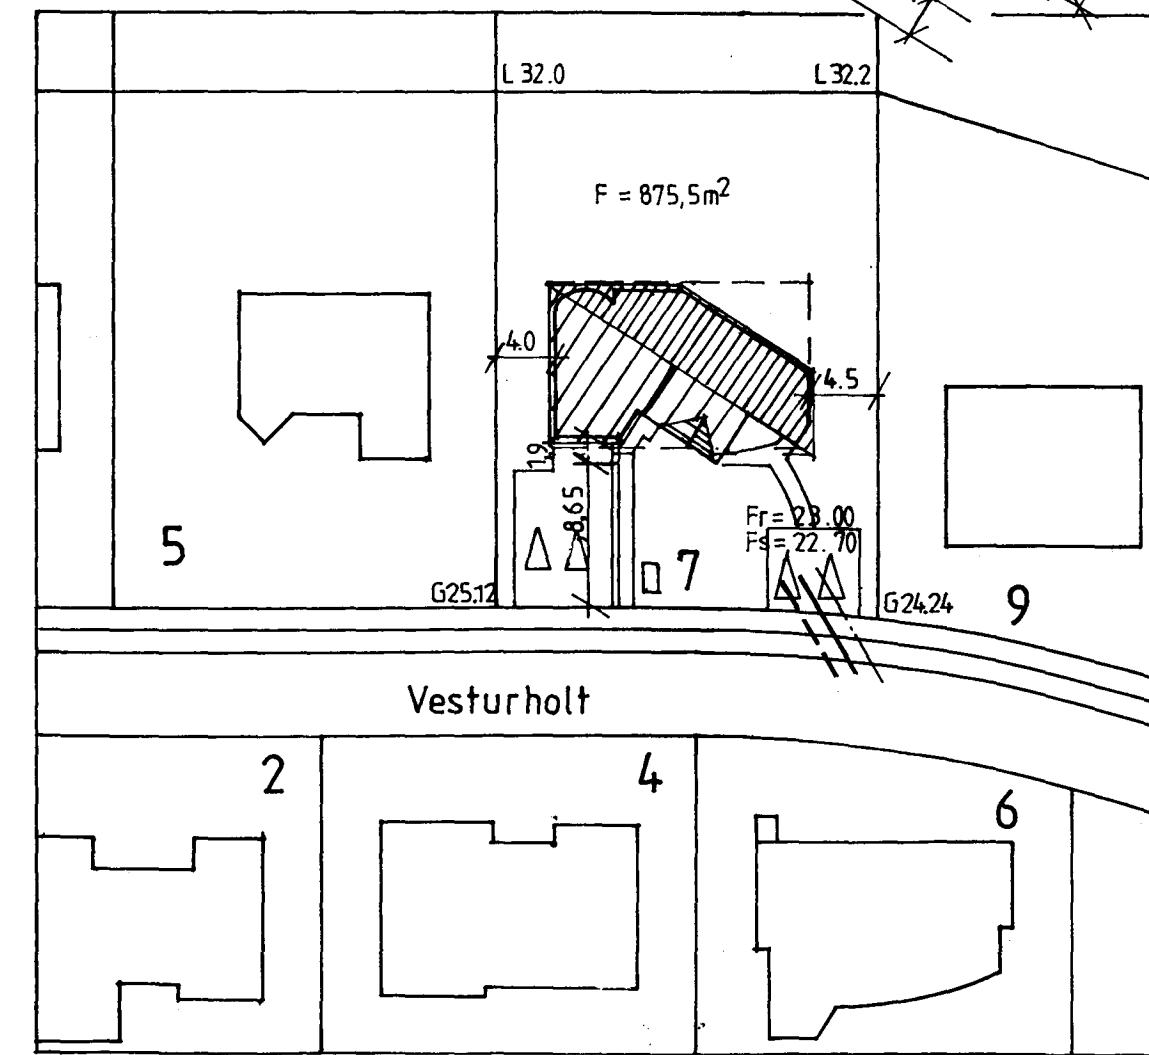 L 32.0
L 32.2
F = 875,5m²
4.0
4.5
1,9
8,65
Fr = 23.00
Fs = 22.70
5
7
G25.12
G24.24
9
Vesturholt
2
4
6